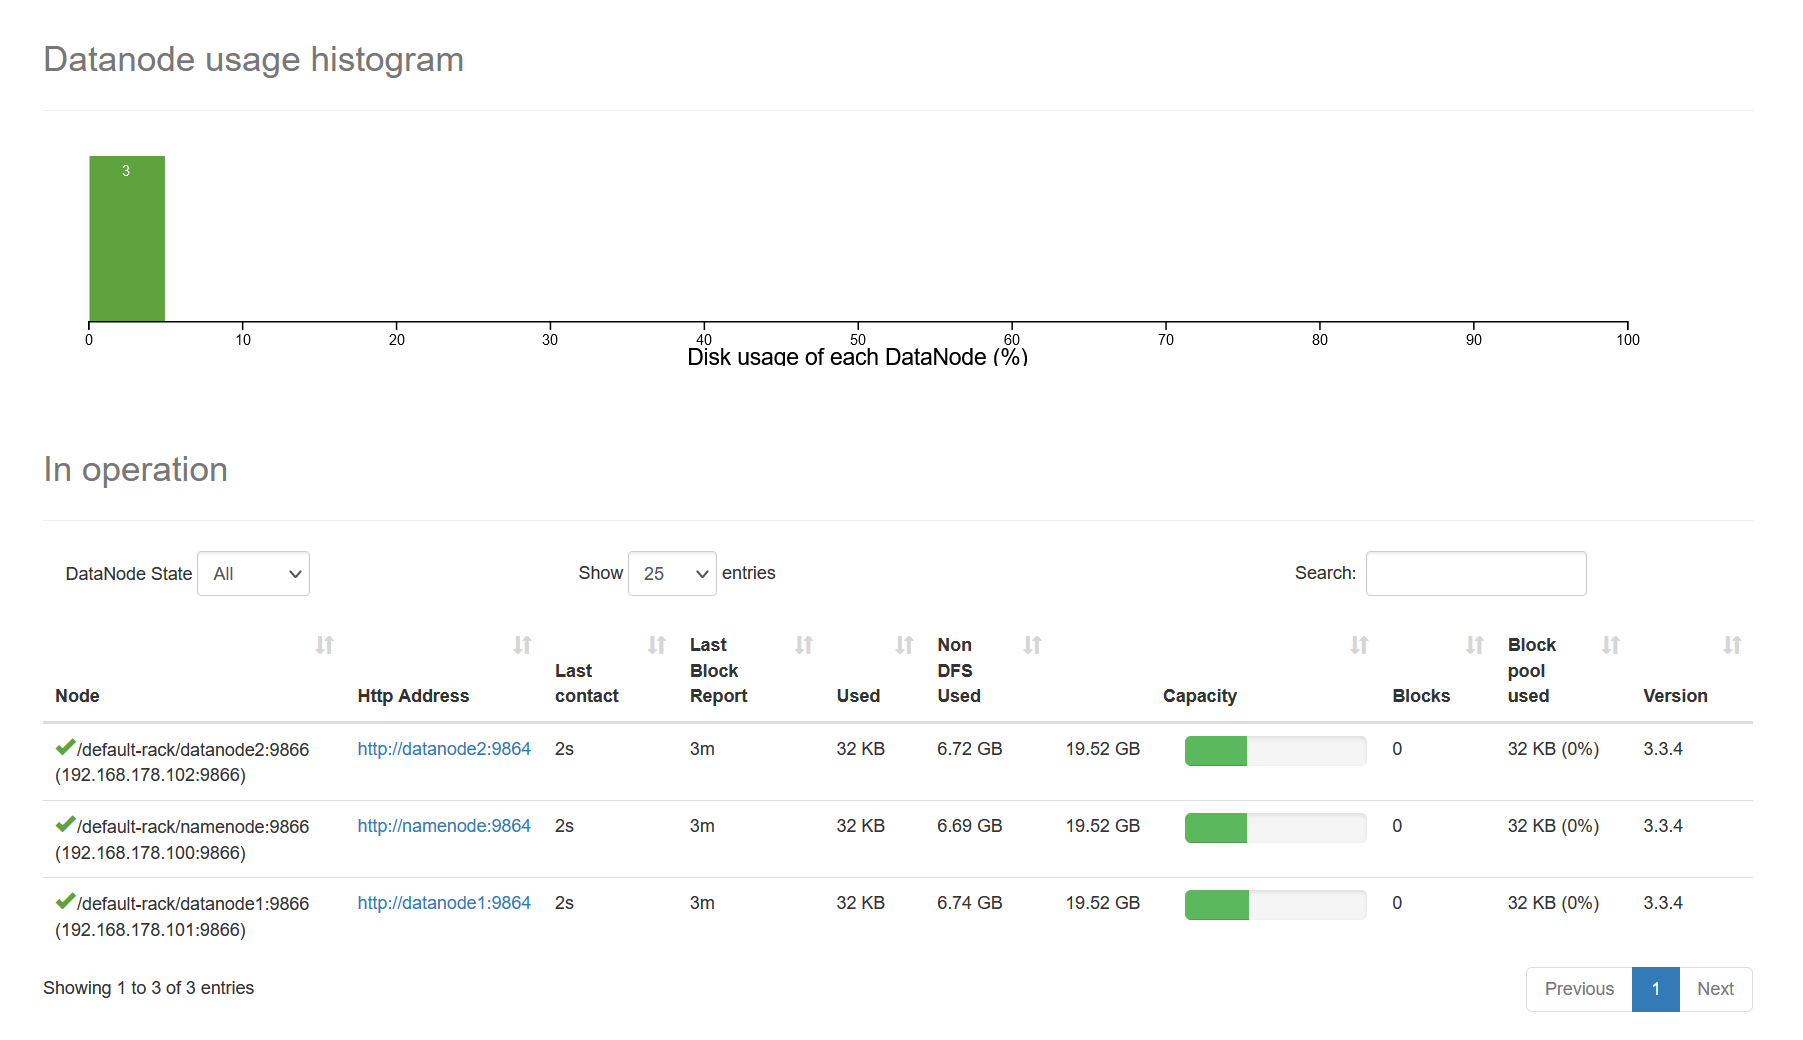 Datanode usage histogram
3
0 10 20 30 40 50 60 70 80 90 100
Disk usage of each DataNode (%)
In operation
DataNode State All Show 25 entries Search:
Node Http Address Last contact Last Block Report Used Non DFS Used Capacity Blocks Block pool used Version
/default-rack/datanode2:9866 http://datanode2:9864 2s 3m 32 KB 6.72 GB 19.52 GB 0 32 KB (0%) 3.3.4
(192.168.178.102:9866)
/default-rack/namenode:9866 http://namenode:9864 2s 3m 32 KB 6.69 GB 19.52 GB 0 32 KB (0%) 3.3.4
(192.168.178.100:9866)
/default-rack/datanode1:9866 http://datanode1:9864 2s 3m 32 KB 6.74 GB 19.52 GB 0 32 KB (0%) 3.3.4
(192.168.178.101:9866)
Showing 1 to 3 of 3 entries Previous 1 Next